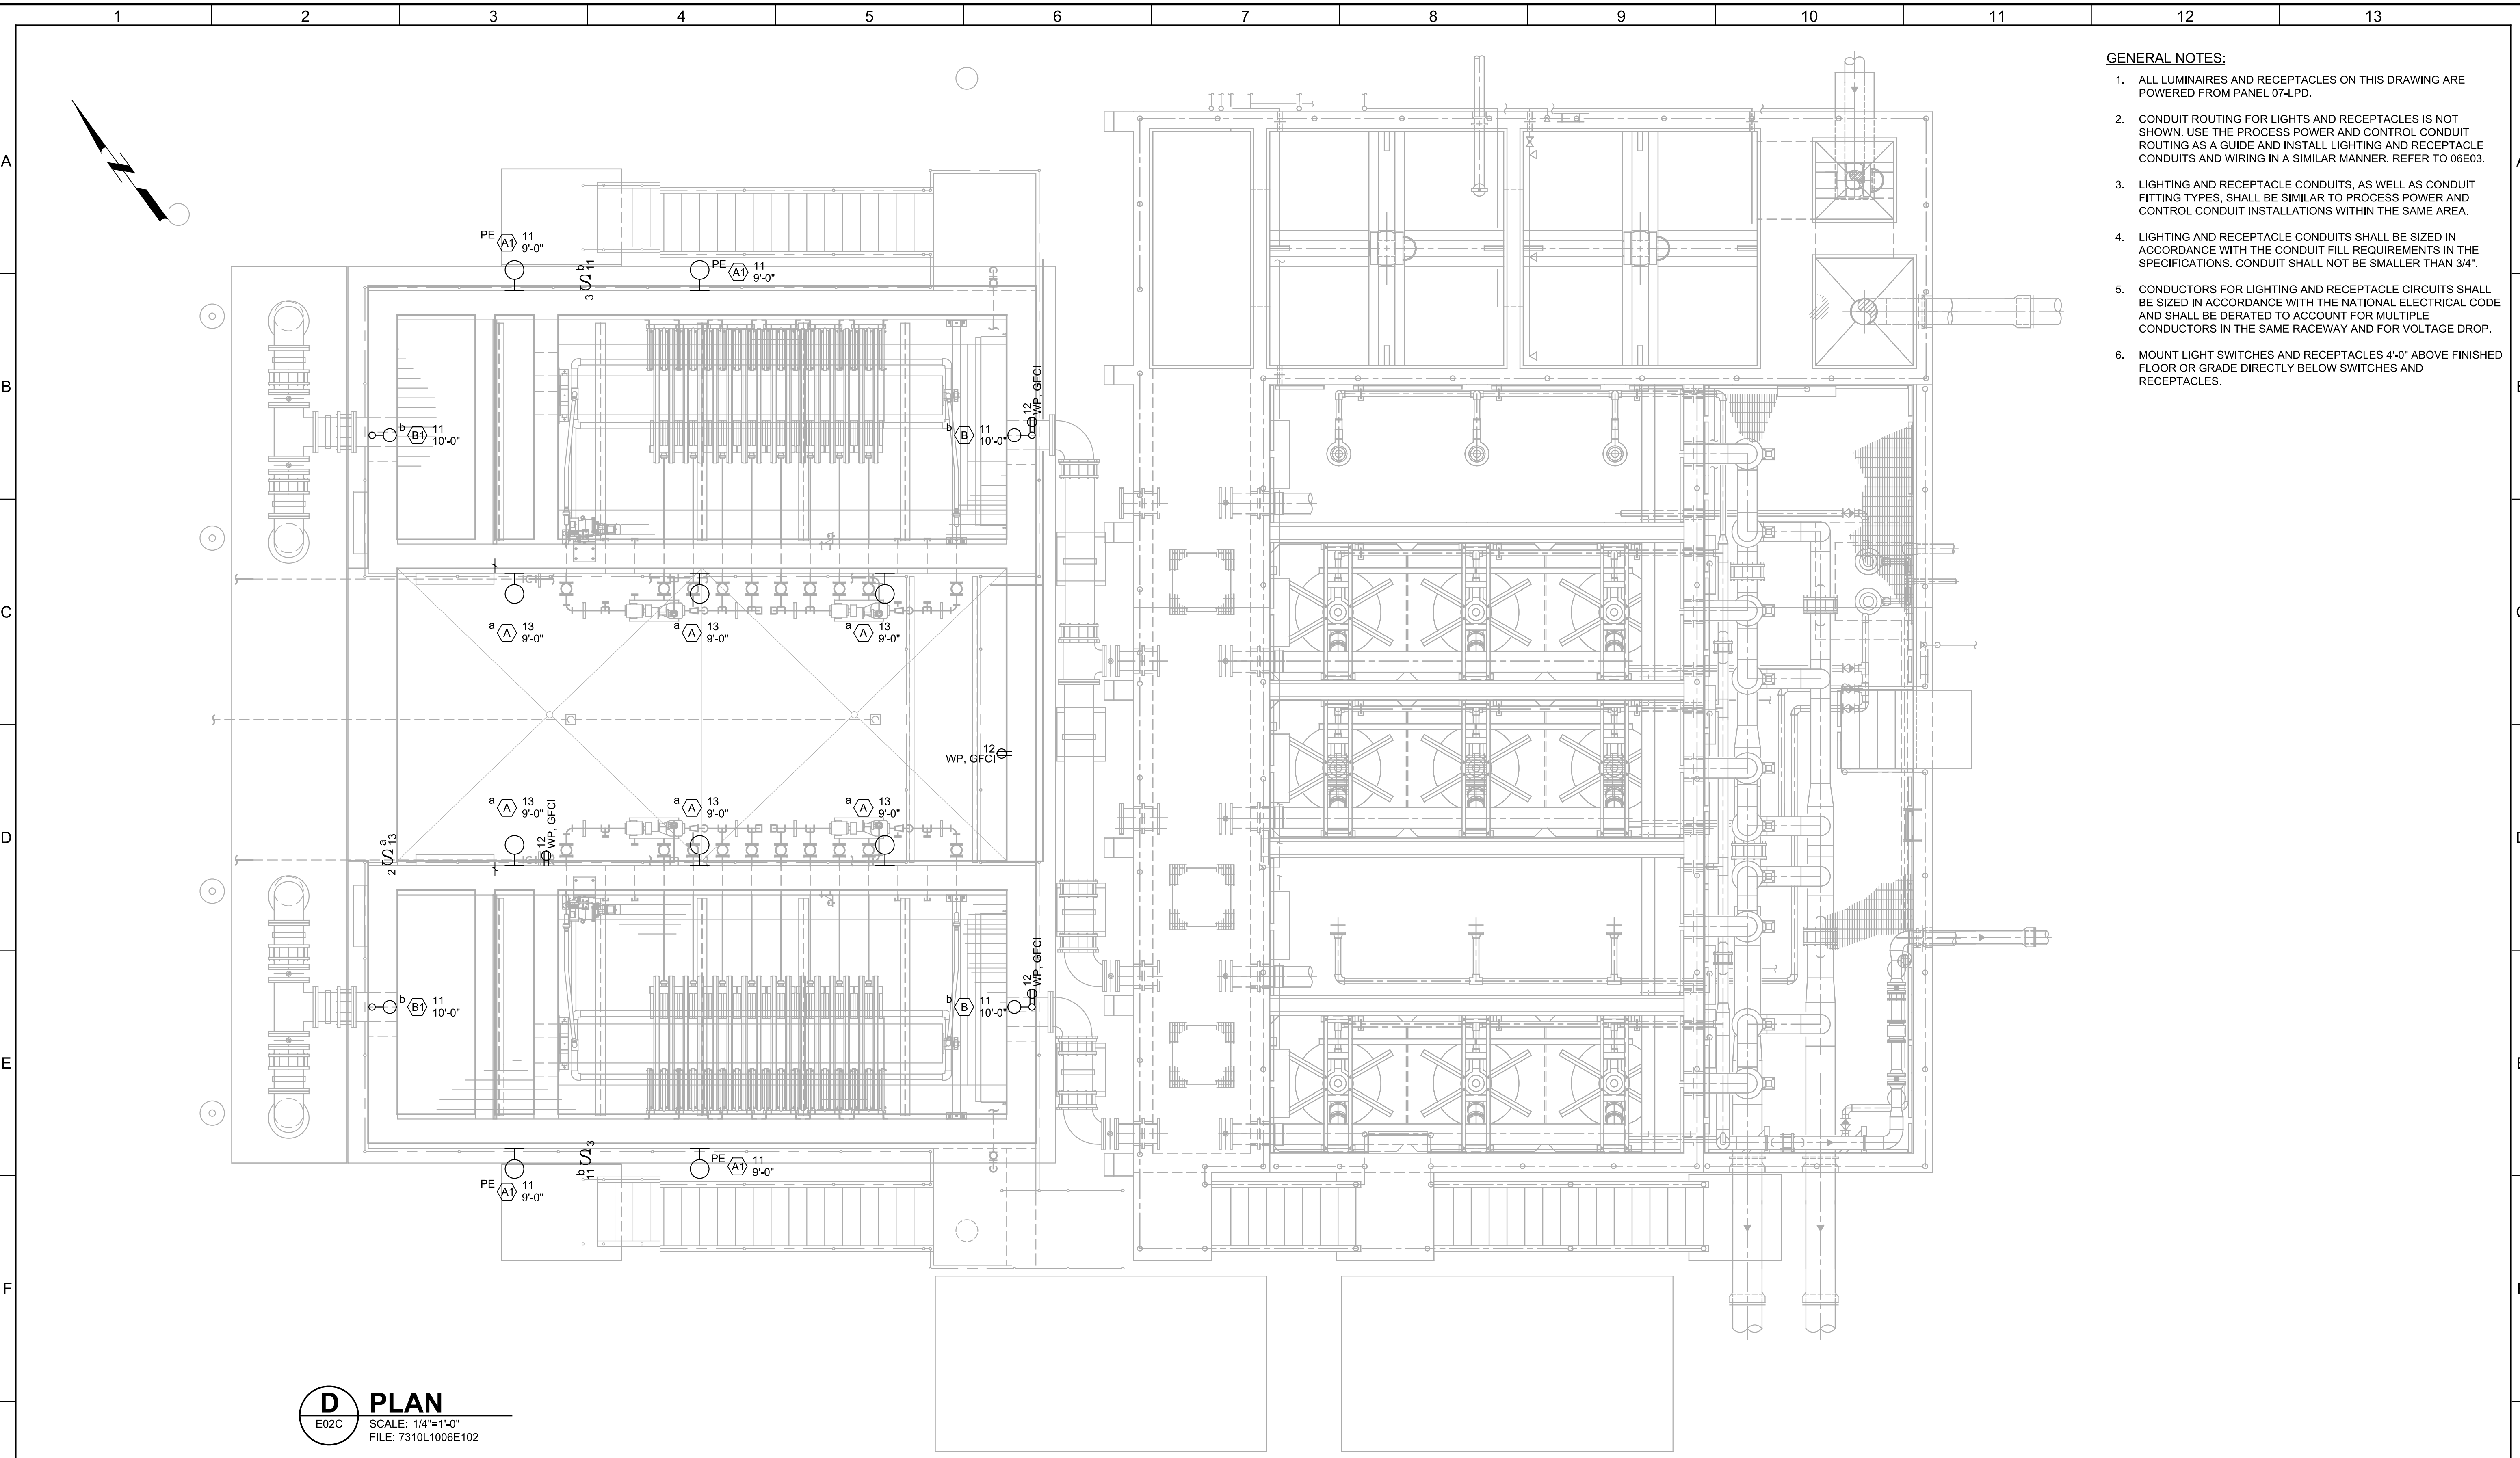 1 2 3 4 5 6 7 8 9 10 11 12 13
GENERAL NOTES:
1. ALL LUMINAIRES AND RECEPTACLES ON THIS DRAWING ARE
POWERED FROM PANEL 07-LPD.
2. CONDUIT ROUTING FOR LIGHTS AND RECEPTACLES IS NOT
SHOWN. USE THE PROCESS POWER AND CONTROL CONDUIT
ROUTING AS A GUIDE AND INSTALL LIGHTING AND RECEPTACLE
CONDUITS AND WIRING IN A SIMILAR MANNER. REFER TO 06E03.
3. LIGHTING AND RECEPTACLE CONDUITS, AS WELL AS CONDUIT
FITTING TYPES, SHALL BE SIMILAR TO PROCESS POWER AND
CONTROL CONDUIT INSTALLATIONS WITHIN THE SAME AREA.
4. LIGHTING AND RECEPTACLE CONDUITS SHALL BE SIZED IN
ACCORDANCE WITH THE CONDUIT FILL REQUIREMENTS IN THE
SPECIFICATIONS. CONDUIT SHALL NOT BE SMALLER THAN 3/4".
5. CONDUCTORS FOR LIGHTING AND RECEPTACLE CIRCUITS SHALL
BE SIZED IN ACCORDANCE WITH THE NATIONAL ELECTRICAL CODE
AND SHALL BE DERATED TO ACCOUNT FOR MULTIPLE
CONDUCTORS IN THE SAME RACEWAY AND FOR VOLTAGE DROP.
6. MOUNT LIGHT SWITCHES AND RECEPTACLES 4'-0" ABOVE FINISHED
FLOOR OR GRADE DIRECTLY BELOW SWITCHES AND
RECEPTACLES.
A
PE A1 11
9'-0"
b
S 11
3
PE A1 11
9'-0"
B
b B1 11
10'-0"
b B 11
10'-0"
12
WP, GFCI
C
a A 13
9'-0"
a A 13
9'-0"
a A 13
9'-0"
12
WP, GFCI
D
a A 13
9'-0"
12
WP, GFCI
a A 13
9'-0"
a A 13
9'-0"
a
S 13
2
E
b B1 11
10'-0"
b B 11
10'-0"
12
WP, GFCI
b
S 3
11
PE A1 11
9'-0"
PE A1 11
9'-0"
F
D
E02C
PLAN
SCALE: 1/4"=1'-0"
FILE: 7310L1006E102